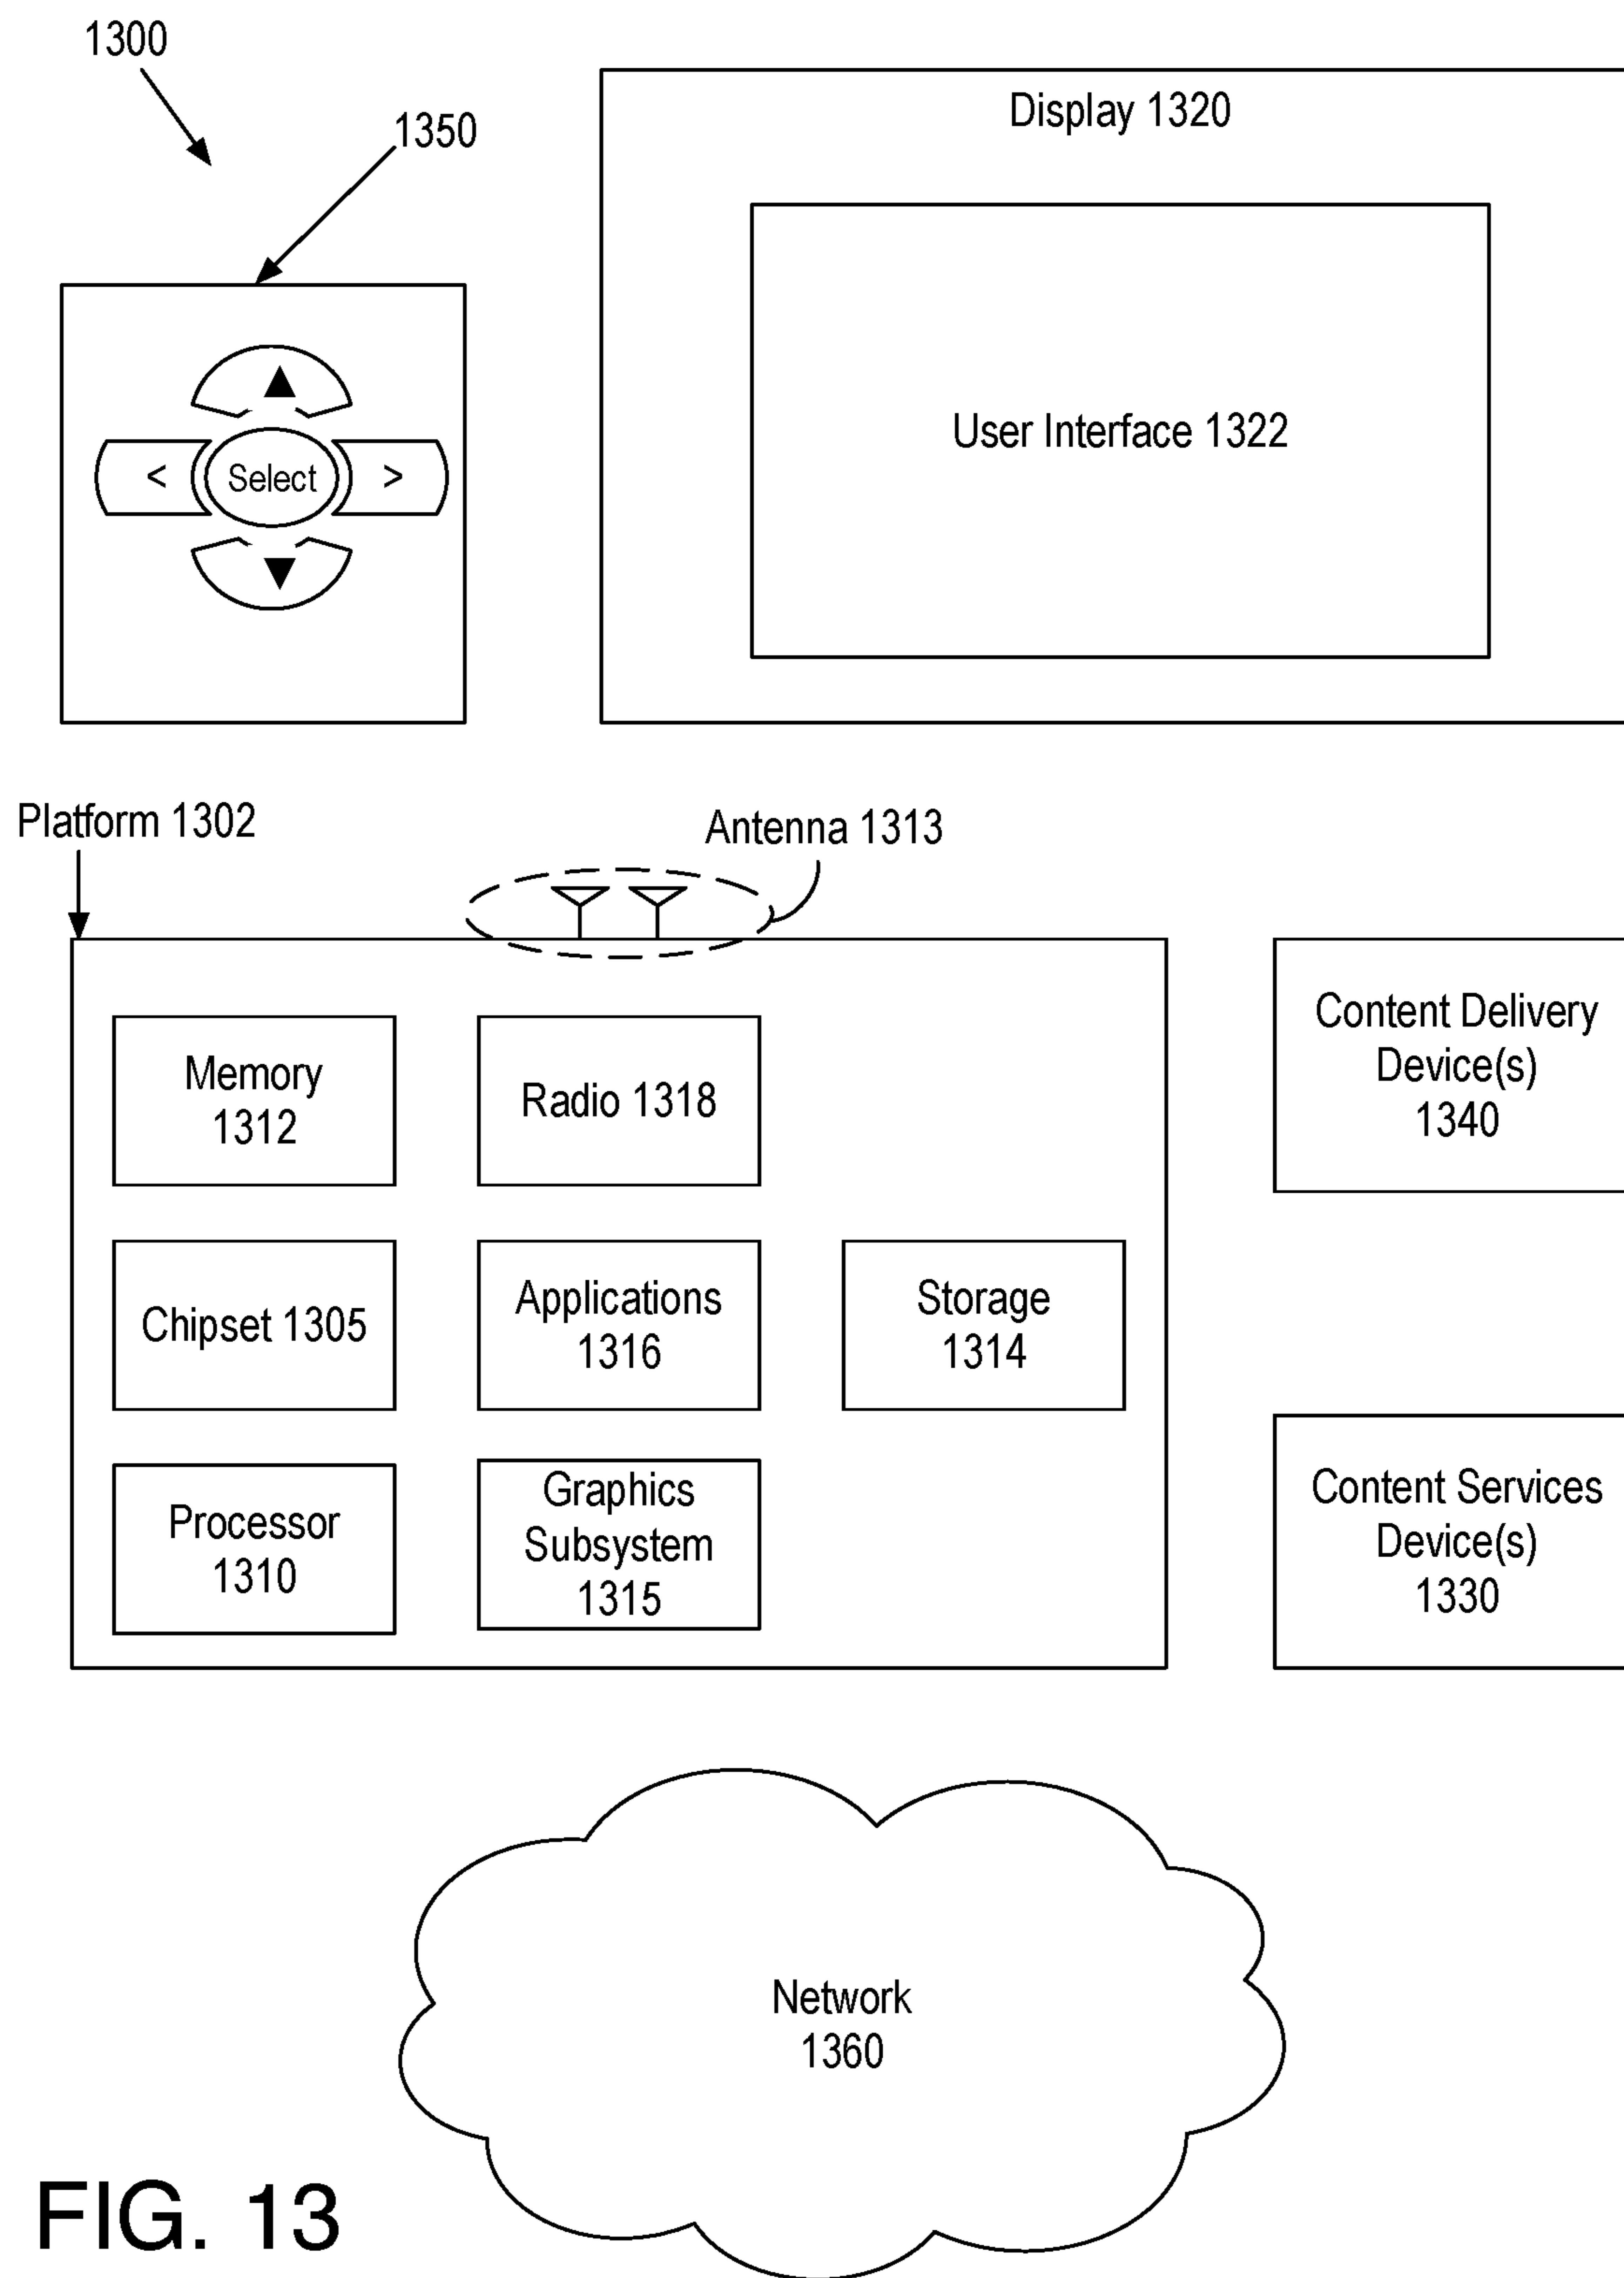 1300
1350
Display 1320
User Interface 1322
<
Select
>
Platform 1302
Antenna 1313
Memory
1312
Radio 1318
Content Delivery
Device(s)
1340
Chipset 1305
Applications
1316
Storage
1314
Processor
1310
Graphics
Subsystem
1315
Content Services
Device(s)
1330
Network
1360
FIG. 13